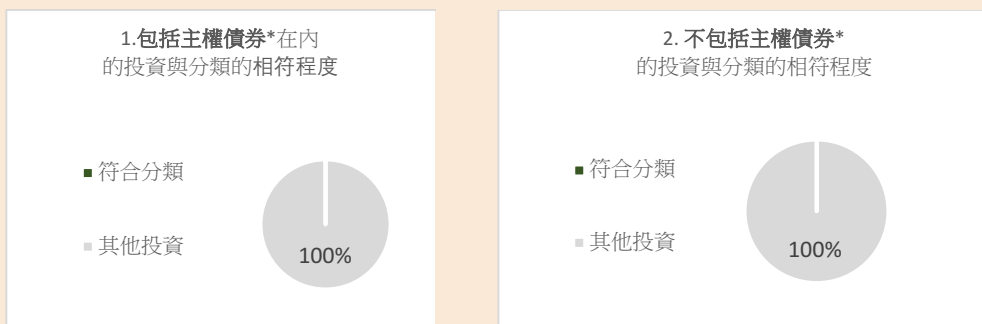 1.包括主權債券*在內
的投資與分類的相符程度
符合分類
其他投資
100%
2. 不包括主權債券*
的投資與分類的相符程度
符合分類
其他投資
100%